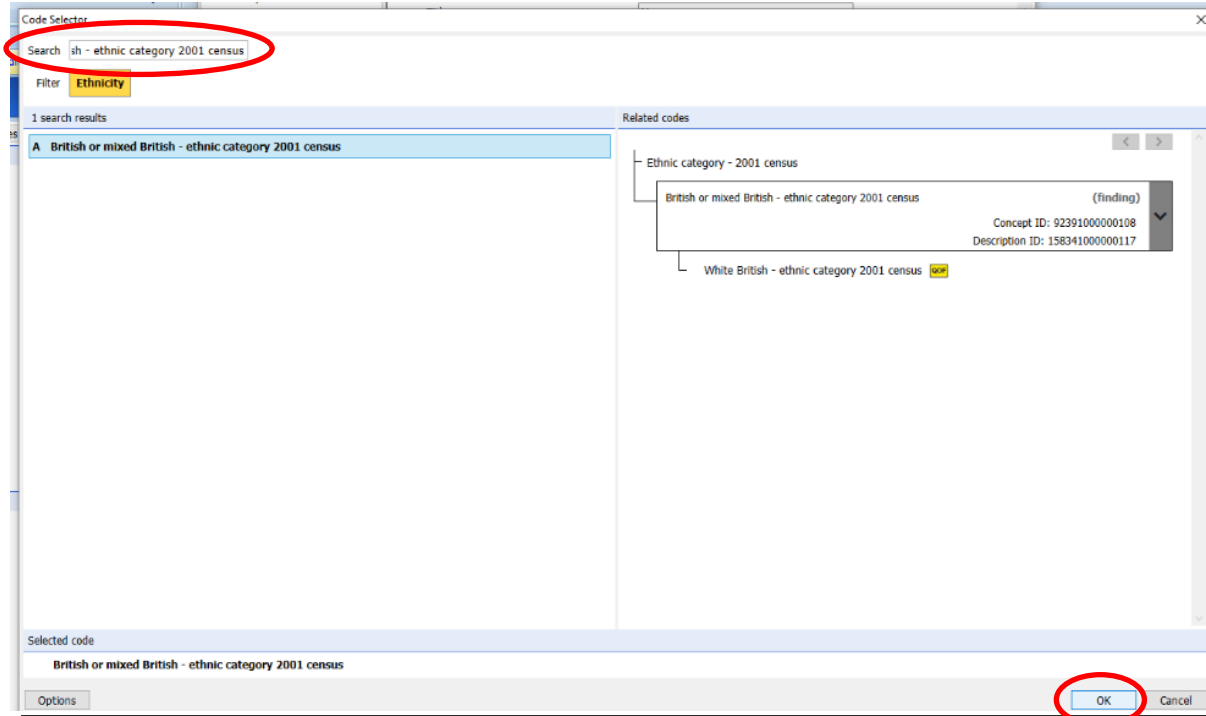 Code Selector
Search sh - ethnic category 2001 census
Filter Ethnicity
1 search results
A British or mixed British - ethnic category 2001 census
Related codes
< >
Ethnic category - 2001 census
British or mixed British - ethnic category 2001 census (finding)
Concept ID: 92391000000108
Description ID: 158341000000117
White British - ethnic category 2001 census QOF
Selected code
British or mixed British - ethnic category 2001 census
Options OK Cancel